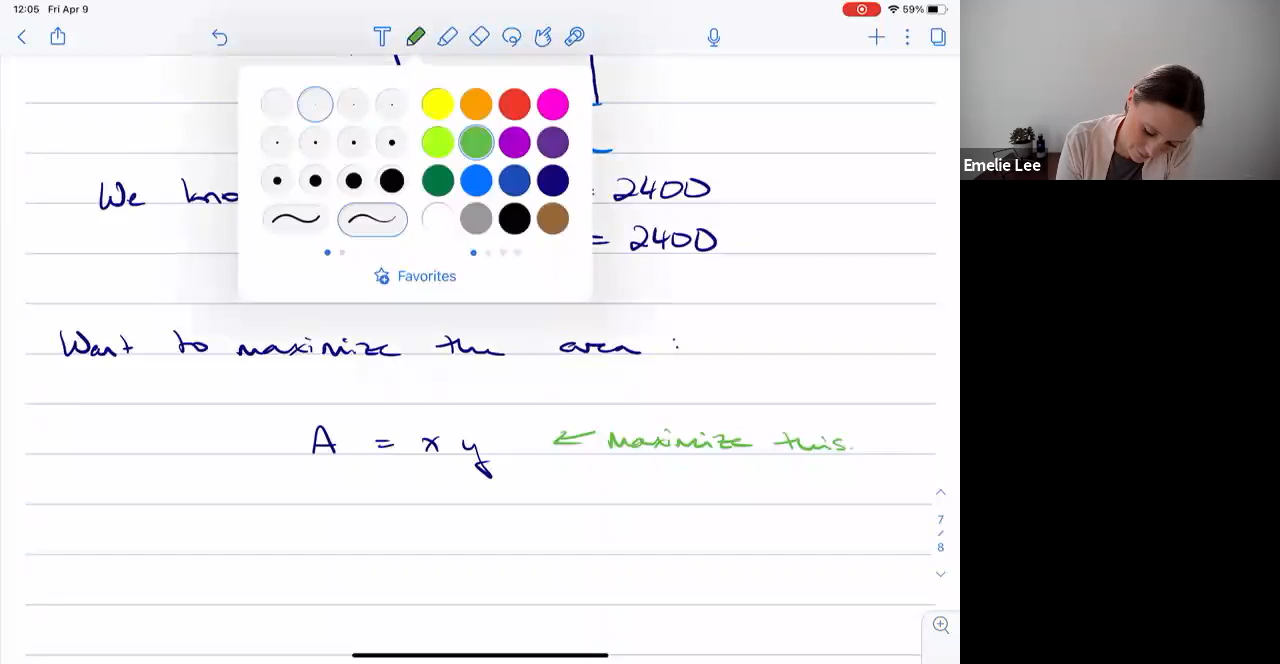 12:05 Fri Apr 9
59%
Emelie Lee
We kno
2400
= 2400
Favorites
Want to maximize the area :
A = x y ← Maximize this.
7
/
8